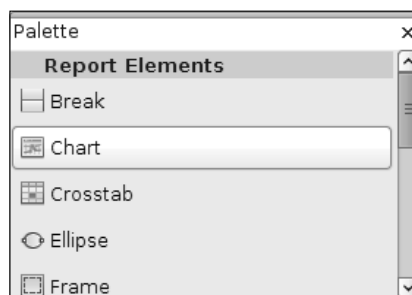 Palette
Report Elements
Break
Chart
Crosstab
Ellipse
Frame